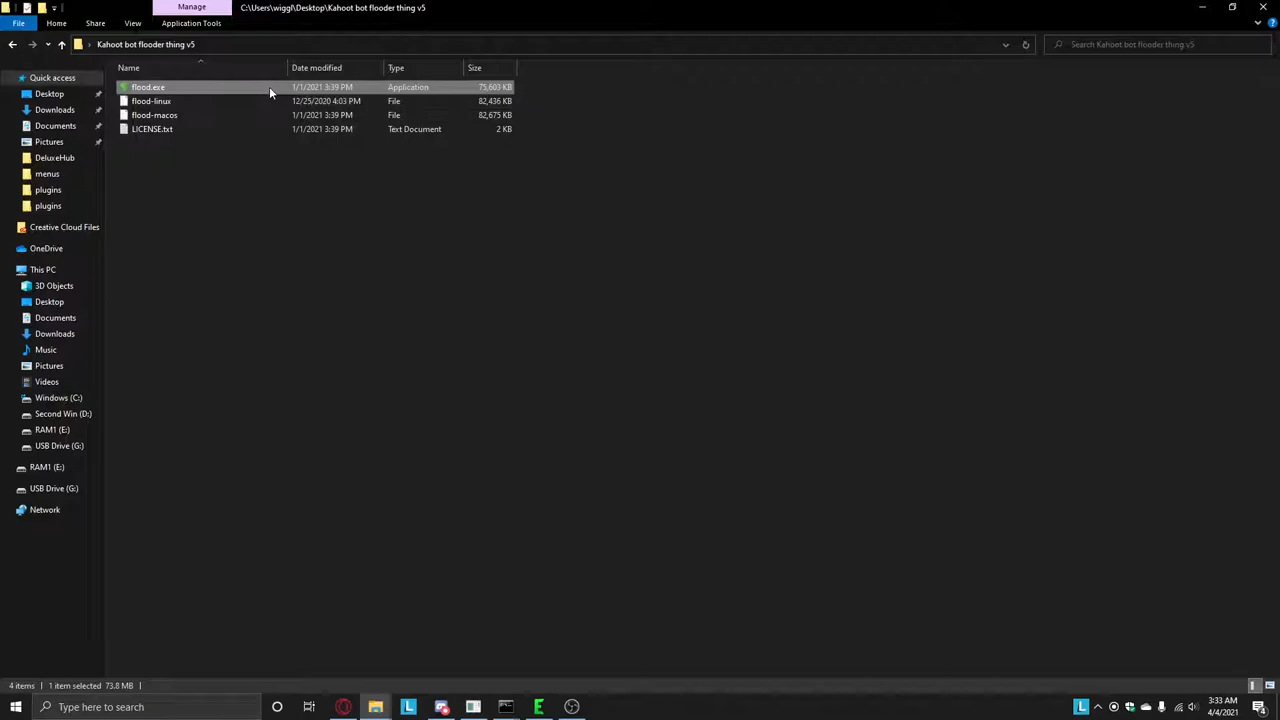 Manage
C:\Users\wiggl\Desktop\Kahoot bot flooder thing v5
File
Home
Share
View
Application Tools
Kahoot bot flooder thing v5
Search Kahoot bot flooder thing v5
Name
Date modified
Type
Size
flood.exe 1/1/2021 3:39 PM Application 75,603 KB
flood-linux 12/25/2020 4:03 PM File 82,436 KB
flood-macos 1/1/2021 3:39 PM File 82,675 KB
LICENSE.txt 1/1/2021 3:39 PM Text Document 2 KB
Quick access
Desktop
Downloads
Documents
Pictures
DeluxeHub
menus
plugins
plugins
Creative Cloud Files
OneDrive
This PC
3D Objects
Desktop
Documents
Downloads
Music
Pictures
Videos
Windows (C:)
Second Win (D:)
RAM1 (E:)
USB Drive (G:)
RAM1 (E:)
USB Drive (G:)
Network
4 items
1 item selected 73.8 MB
Type here to search
L
L
3:33 AM
4/4/2021